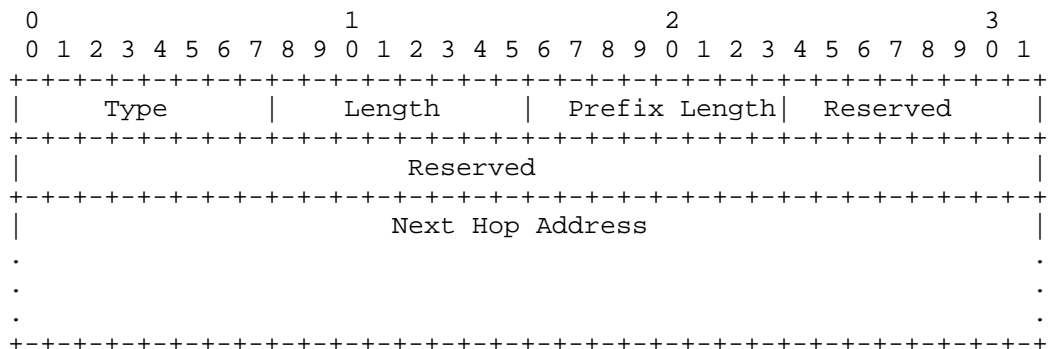 0                   1                   2                   3
 0 1 2 3 4 5 6 7 8 9 0 1 2 3 4 5 6 7 8 9 0 1 2 3 4 5 6 7 8 9 0 1
+-+-+-+-+-+-+-+-+-+-+-+-+-+-+-+-+-+-+-+-+-+-+-+-+-+-+-+-+-+-+-+-+
|     Type      |    Length     |  Prefix Length|  Reserved     |
+-+-+-+-+-+-+-+-+-+-+-+-+-+-+-+-+-+-+-+-+-+-+-+-+-+-+-+-+-+-+-+-+
|                        Reserved                               |
+-+-+-+-+-+-+-+-+-+-+-+-+-+-+-+-+-+-+-+-+-+-+-+-+-+-+-+-+-+-+-+-+
|                       Next Hop Address                        |
.                                                               .
.                                                               .
.                                                               .
+-+-+-+-+-+-+-+-+-+-+-+-+-+-+-+-+-+-+-+-+-+-+-+-+-+-+-+-+-+-+-+-+